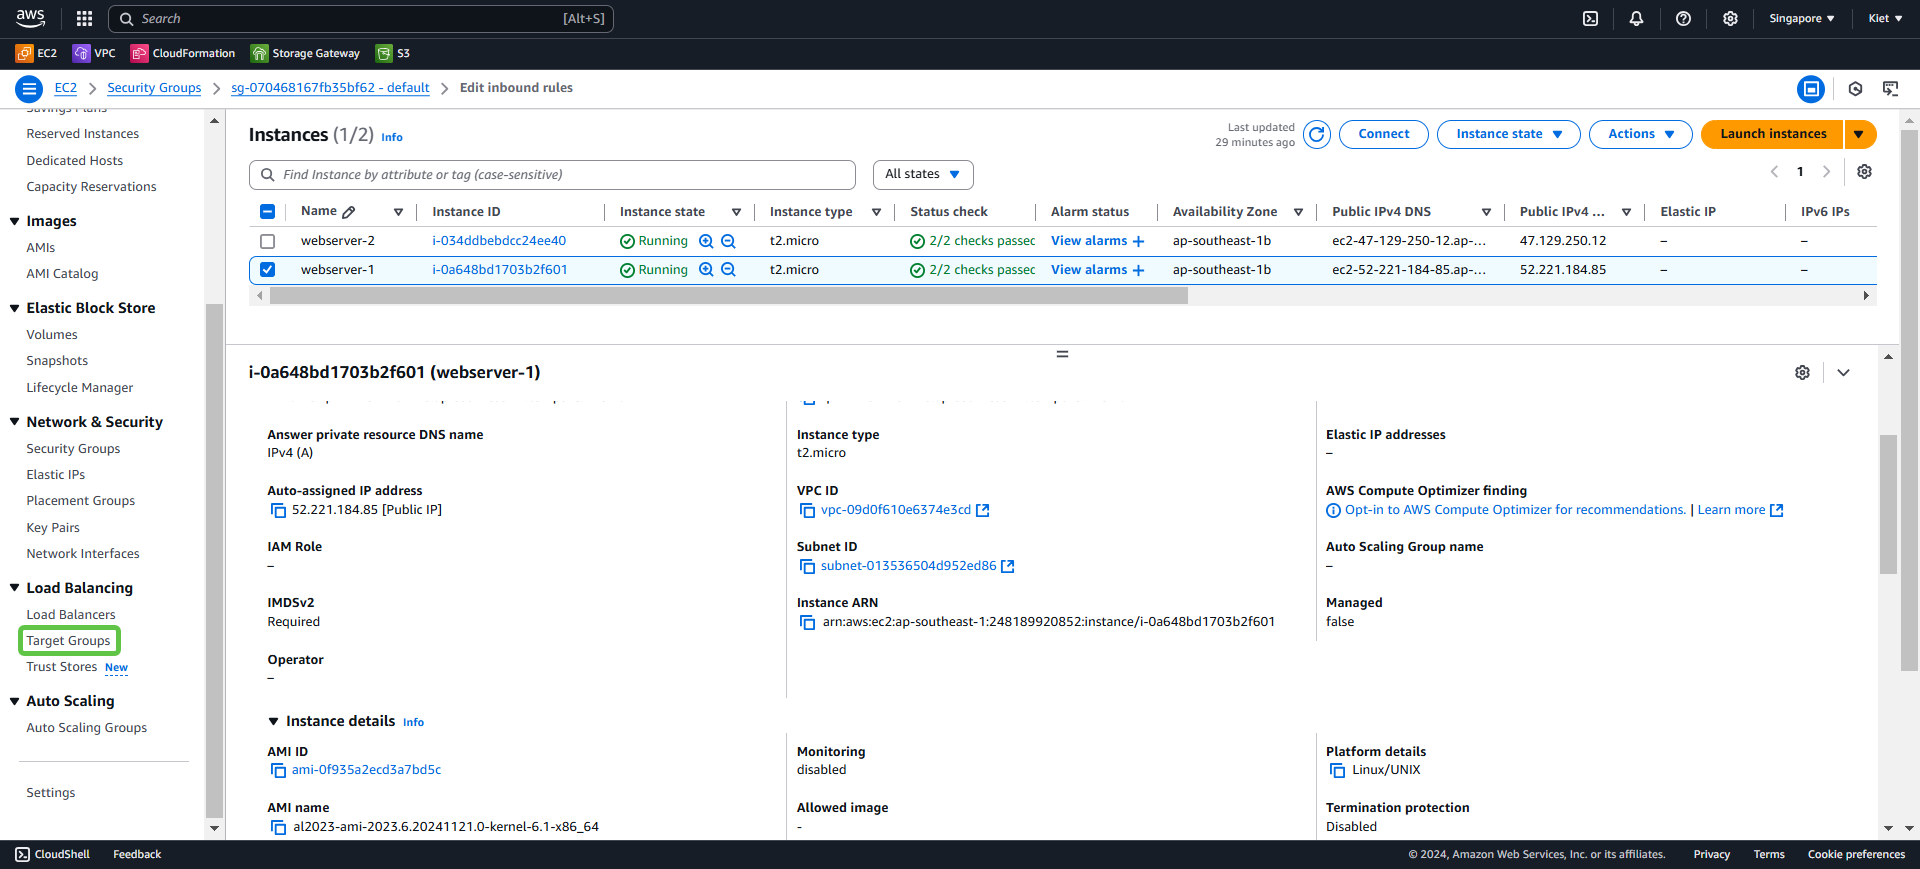 aws
Search [Alt+S]
Singapore
Kiet
EC2
VPC
CloudFormation
Storage Gateway
S3
EC2 > Security Groups > sg-070468167fb35bf62 - default > Edit inbound rules
Savings Plans
Reserved Instances
Dedicated Hosts
Capacity Reservations
Images
AMIs
AMI Catalog
Elastic Block Store
Volumes
Snapshots
Lifecycle Manager
Network & Security
Security Groups
Elastic IPs
Placement Groups
Key Pairs
Network Interfaces
Load Balancing
Load Balancers
Target Groups
Trust Stores New
Auto Scaling
Auto Scaling Groups
Settings
Instances (1/2) Info
Last updated
29 minutes ago
Connect
Instance state
Actions
Launch instances
Find Instance by attribute or tag (case-sensitive)
All states
1
Name Instance ID Instance state Instance type Status check Alarm status Availability Zone Public IPv4 DNS Public IPv4 ... Elastic IP IPv6 IPs
webserver-2 i-034ddbebdcc24ee40 Running t2.micro 2/2 checks passec View alarms + ap-southeast-1b ec2-47-129-250-12.ap-... 47.129.250.12 – –
webserver-1 i-0a648bd1703b2f601 Running t2.micro 2/2 checks passec View alarms + ap-southeast-1b ec2-52-221-184-85.ap-... 52.221.184.85 – –
i-0a648bd1703b2f601 (webserver-1)
Answer private resource DNS name
IPv4 (A)
Instance type
t2.micro
Elastic IP addresses
–
Auto-assigned IP address
52.221.184.85 [Public IP]
VPC ID
vpc-09d0f610e6374e3cd
AWS Compute Optimizer finding
Opt-in to AWS Compute Optimizer for recommendations. | Learn more
IAM Role
–
Subnet ID
subnet-013536504d952ed86
Auto Scaling Group name
–
IMDSv2
Required
Instance ARN
arn:aws:ec2:ap-southeast-1:248189920852:instance/i-0a648bd1703b2f601
Managed
false
Operator
–
Instance details Info
AMI ID
ami-0f935a2ecd3a7bd5c
Monitoring
disabled
Platform details
Linux/UNIX
AMI name
al2023-ami-2023.6.20241121.0-kernel-6.1-x86_64
Allowed image
-
Termination protection
Disabled
CloudShell
Feedback
© 2024, Amazon Web Services, Inc. or its affiliates.
Privacy
Terms
Cookie preferences